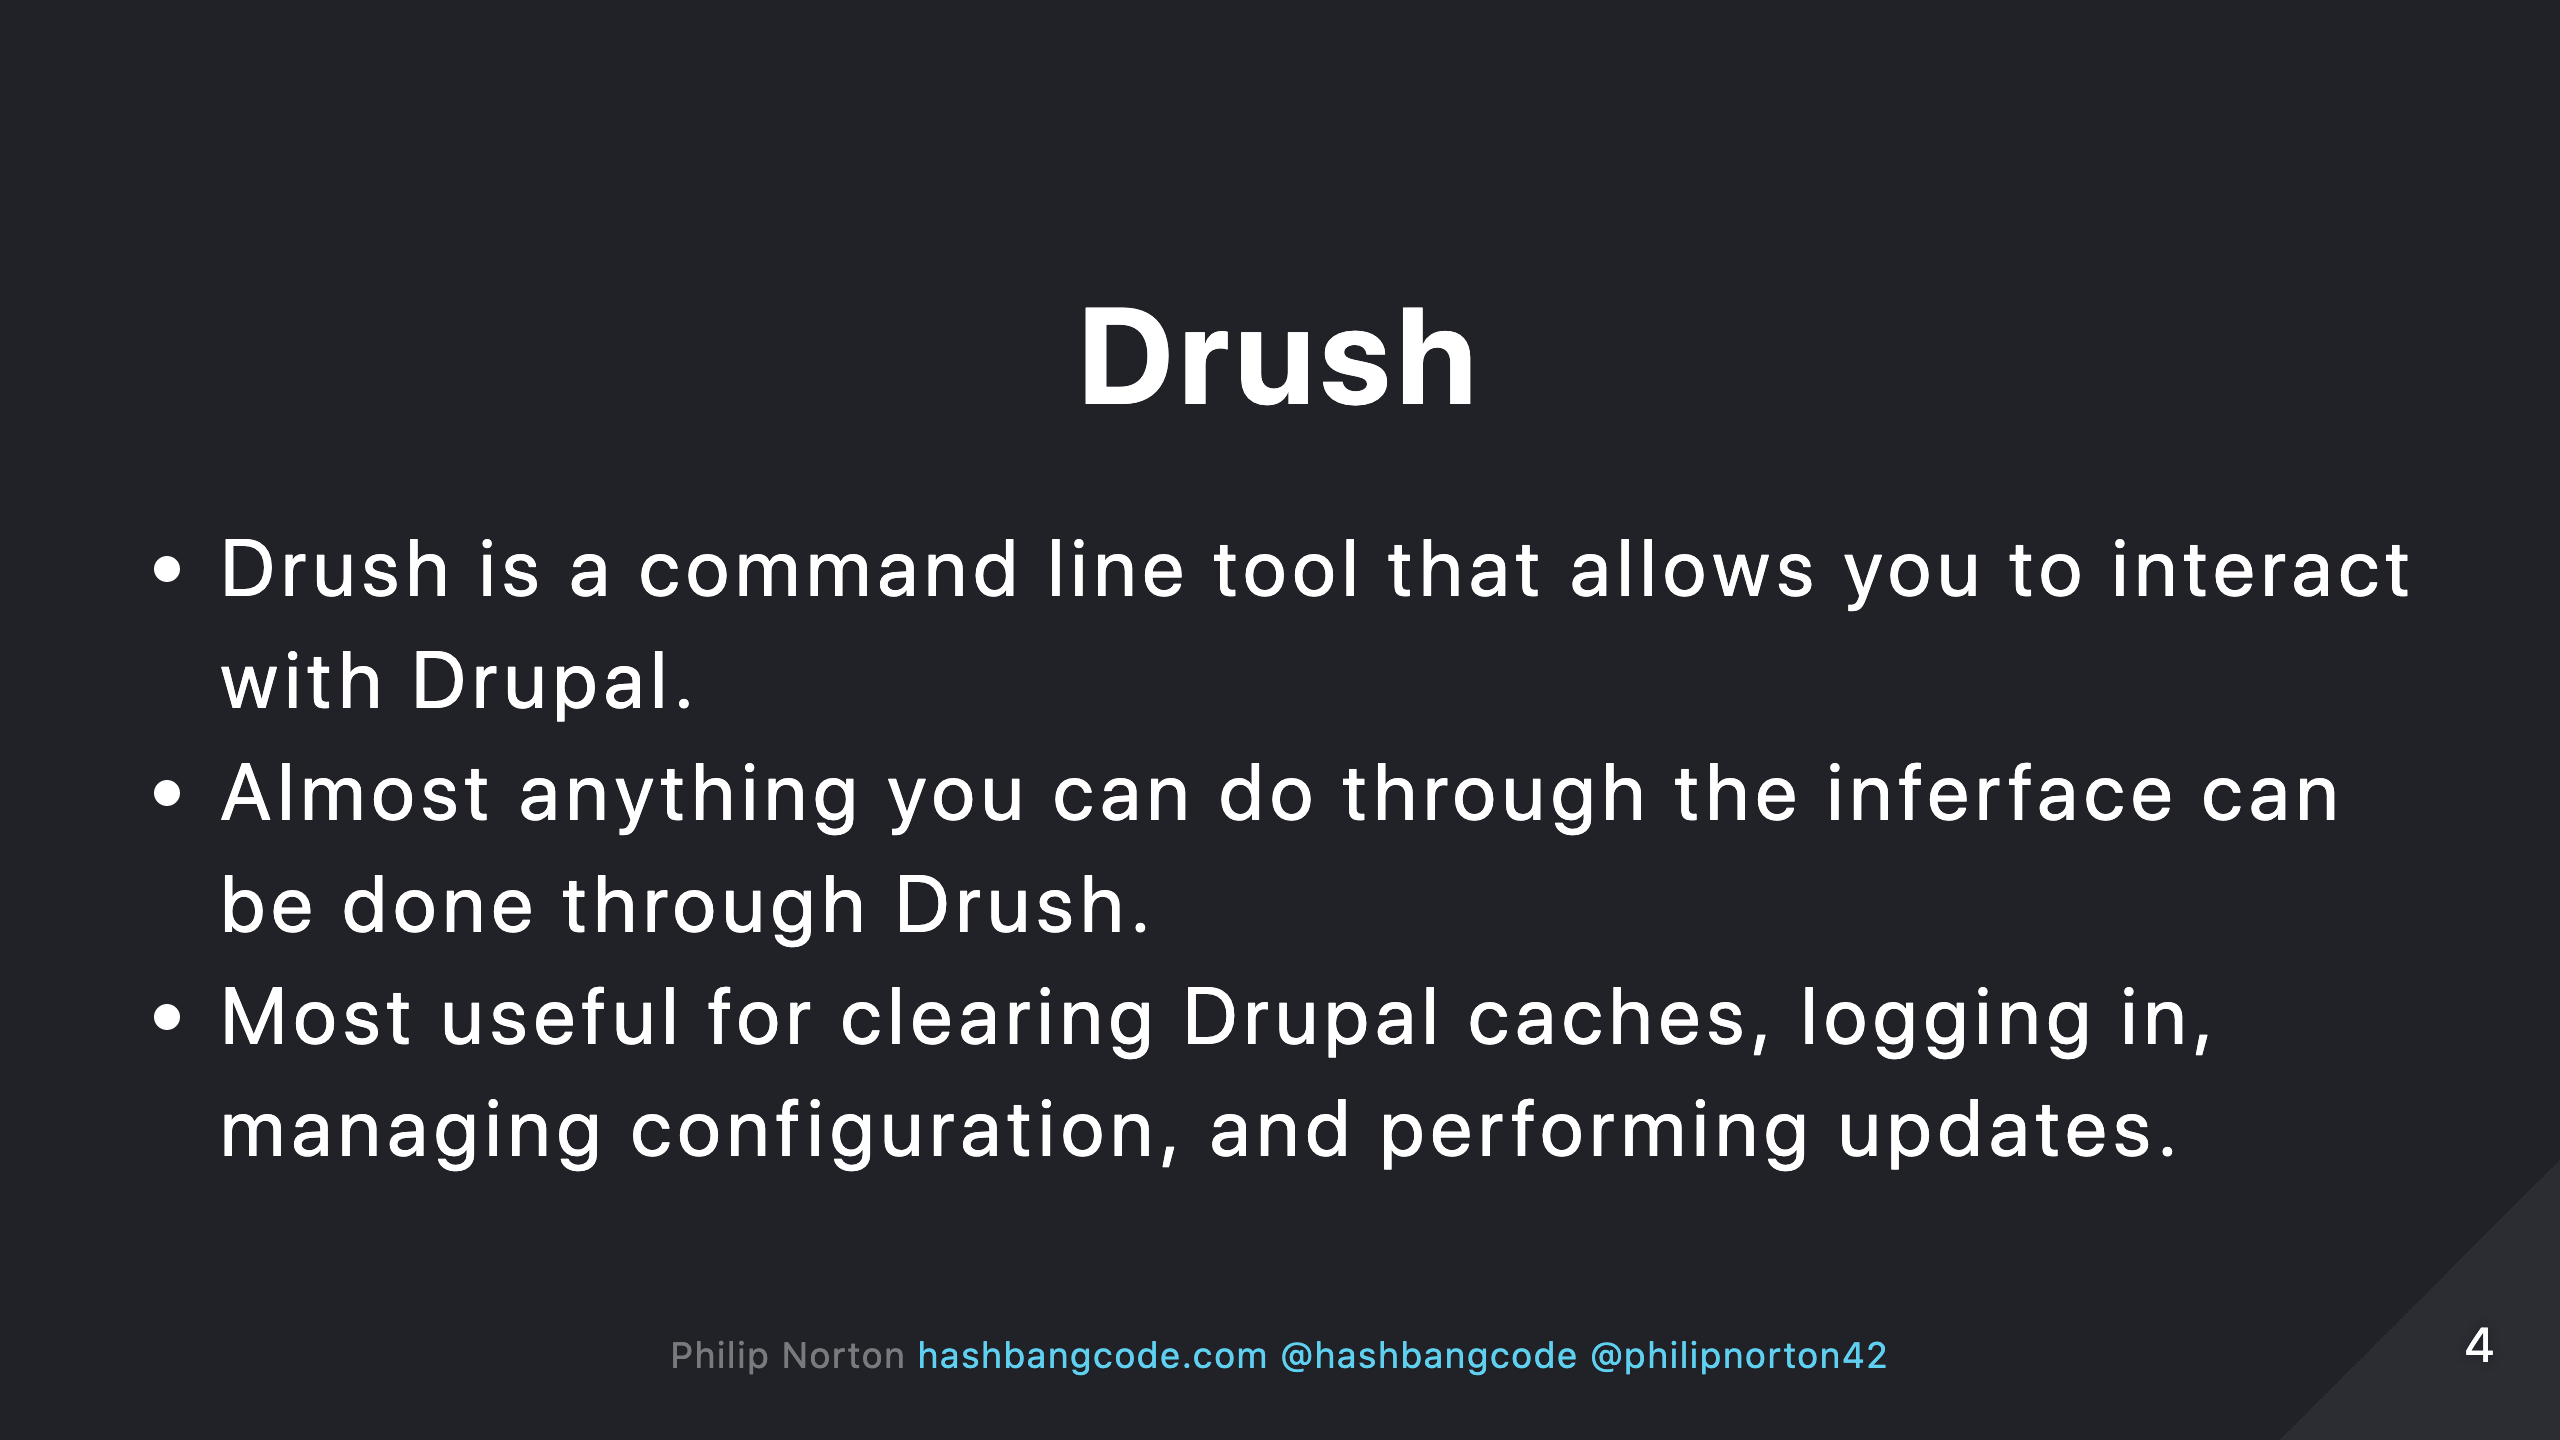 Drush
• Drush is a command line tool that allows you to interact
with Drupal.
• Almost anything you can do through the inferface can
be done through Drush.
• Most useful for clearing Drupal caches, logging in,
managing configuration, and performing updates.
Philip Norton hashbangcode.com @hashbangcode @philipnorton42
4